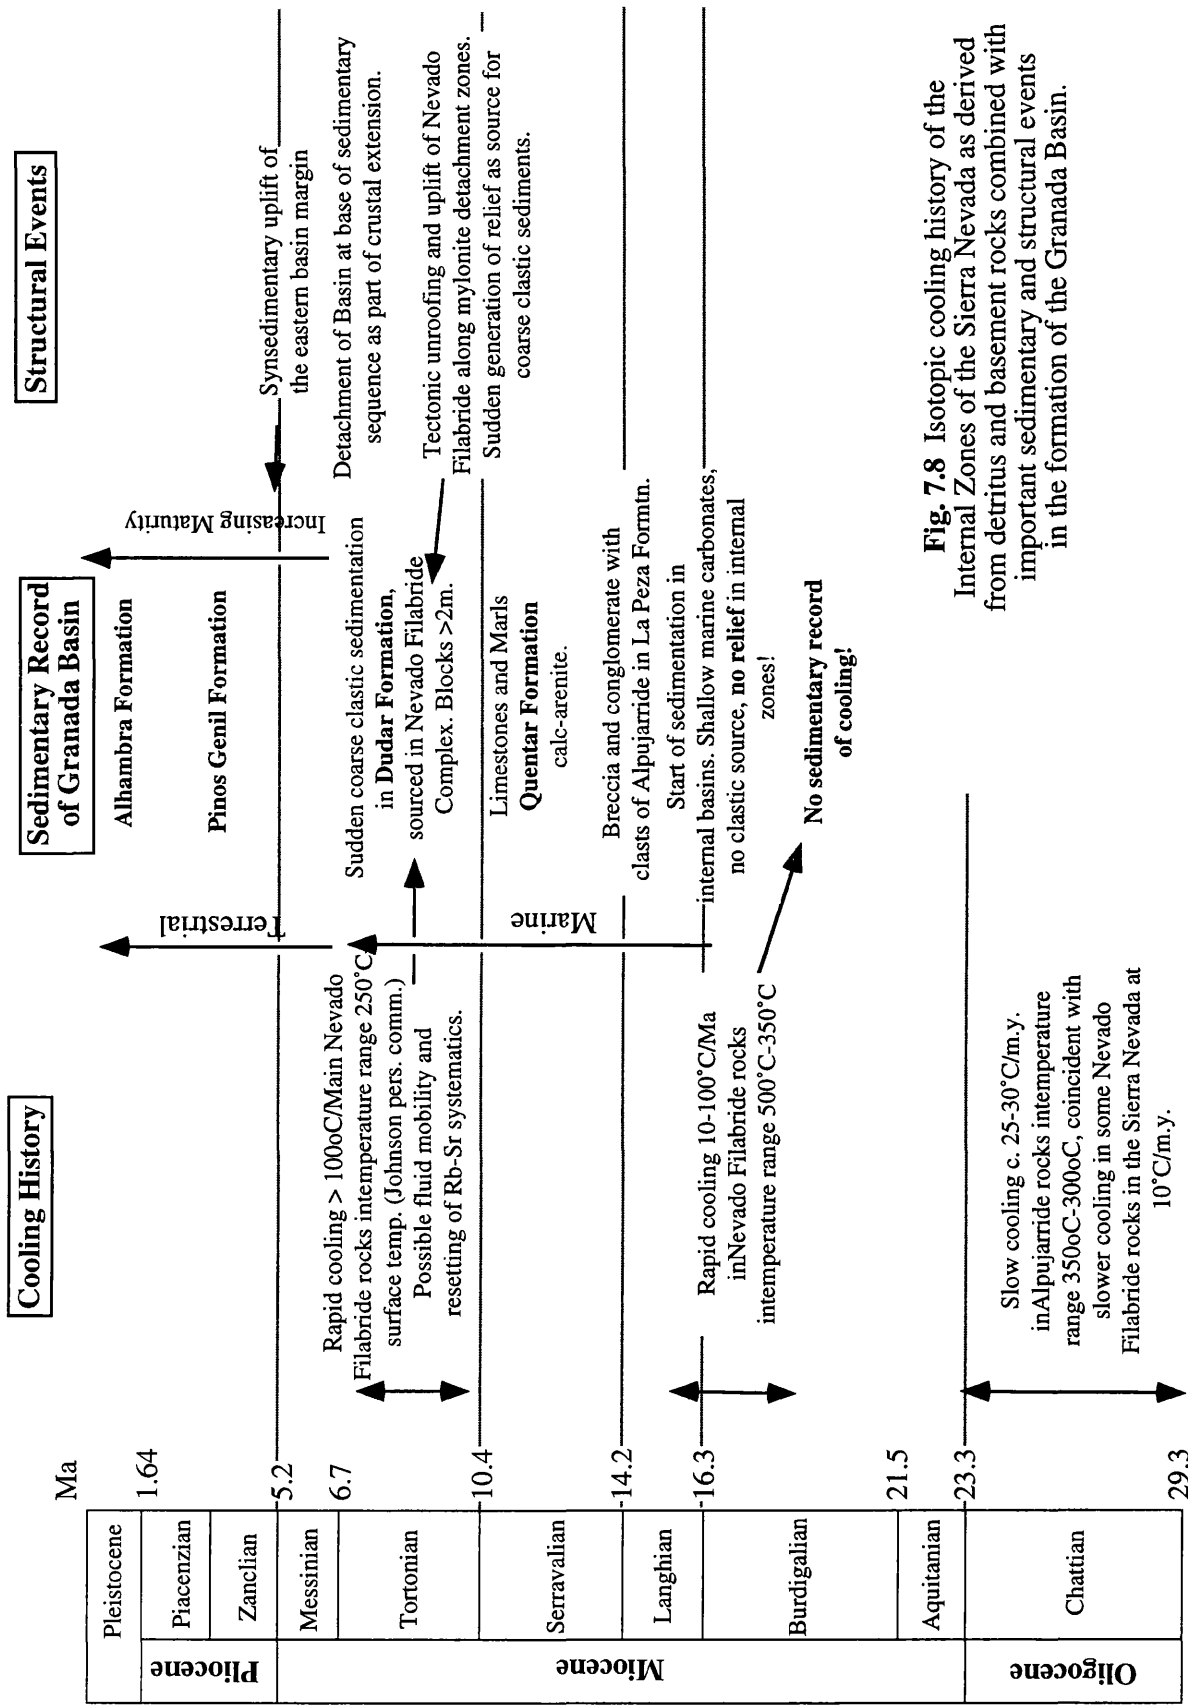 Cooling History
Sedimentary Record
of Granada Basin
Structural Events
Ma
Pleistocene
1.64
Pliocene
Piacenzian
Zanclian
5.2
Miocene
Messinian
6.7
Tortonian
10.4
Serravalian
14.2
Langhian
16.3
Burdigalian
21.5
Aquitanian
23.3
Oligocene
Chattian
29.3
Rapid cooling > 100oC/Main Nevado
Filabride rocks intemperature range 250°C,
surface temp. (Johnson pers. comm.)
Possible fluid mobility and
resetting of Rb-Sr systematics.
Rapid cooling 10-100°C/Ma
inNevado Filabride rocks
intemperature range 500°C-350°C
Slow cooling c. 25-30°C/m.y.
inAlpujarride rocks intemperature
range 350oC-300oC, coincident with
slower cooling in some Nevado
Filabride rocks in the Sierra Nevada at
10°C/m.y.
Terrestrial
Marine
Alhambra Formation
Pinos Genil Formation
Sudden coarse clastic sedimentation
in Dudar Formation,
sourced in Nevado Filabride
Complex. Blocks >2m.
Limestones and Marls
Quentar Formation
calc-arenite.
Breccia and conglomerate with
clasts of Alpujarride in La Peza Formtn.
Start of sedimentation in
internal basins. Shallow marine carbonates,
no clastic source, no relief in internal
zones!
No sedimentary record
of cooling!
Increasing Maturity
Synsedimentary uplift of
the eastern basin margin
Detachment of Basin at base of sedimentary
sequence as part of crustal extension.
Tectonic unroofing and uplift of Nevado
Filabride along mylonite detachment zones.
Sudden generation of relief as source for
coarse clastic sediments.
Fig. 7.8 Isotopic cooling history of the
Internal Zones of the Sierra Nevada as derived
from detritus and basement rocks combined with
important sedimentary and structural events
in the formation of the Granada Basin.